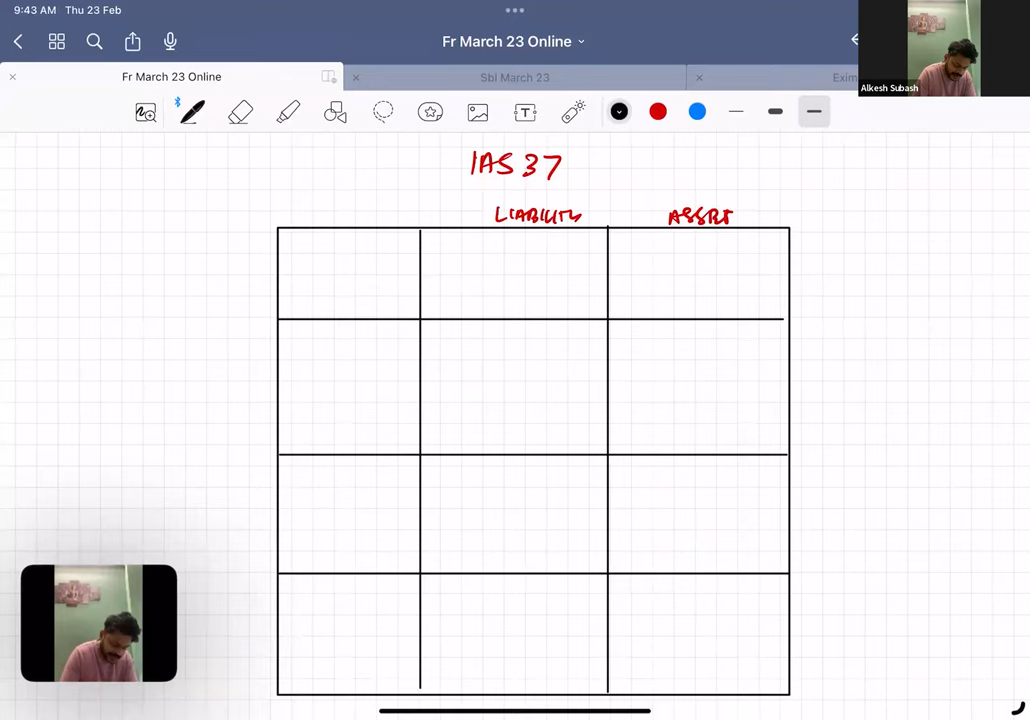 9:43 AM Thu 23 Feb
Fr March 23 Online
Fr March 23 Online
Sbl March 23
Exim
Alkesh Subash
T
IAS 37
LIABILITY
ASSET